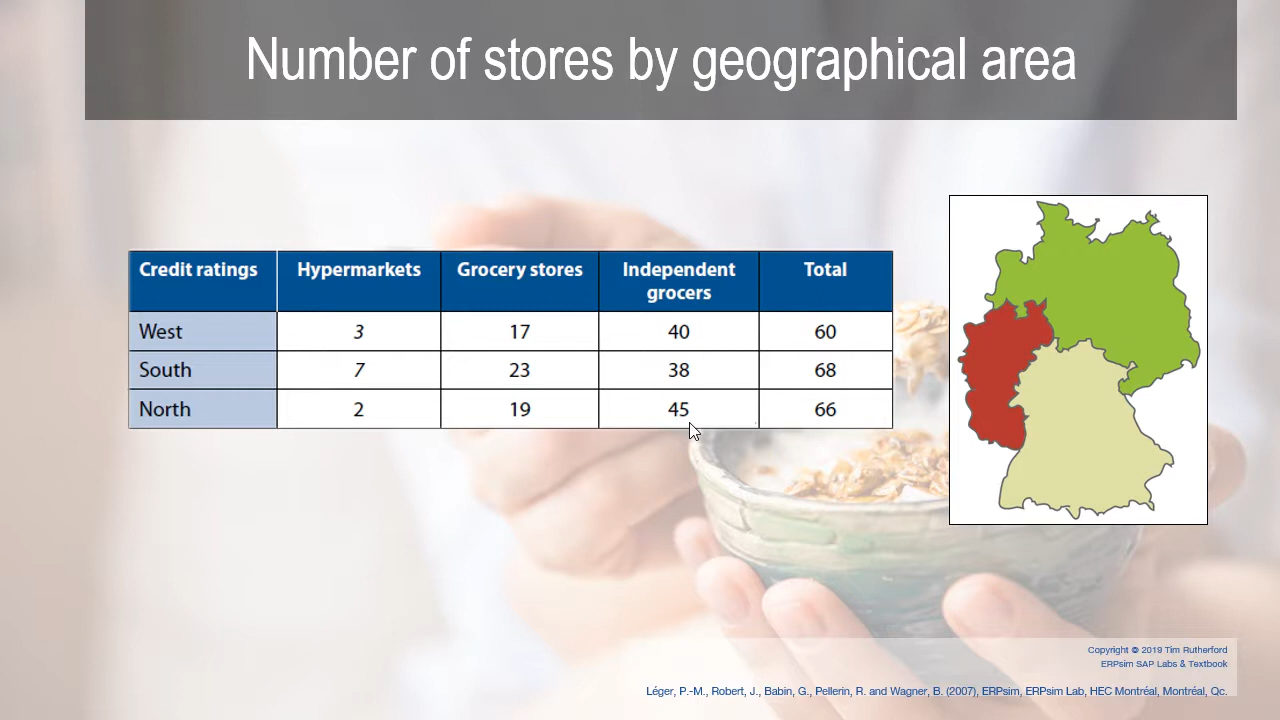 Number of stores by geographical area
Credit ratings Hypermarkets Grocery stores Independent grocers Total
West 3 17 40 60
South 7 23 38 68
North 2 19 45 66
Copyright © 2019 Tim Rutherford
ERPsim SAP Labs & Textbook
Léger, P.-M., Robert, J., Babin, G., Pellerin, R. and Wagner, B. (2007), ERPsim, ERPsim Lab, HEC Montréal, Montréal, Qc.